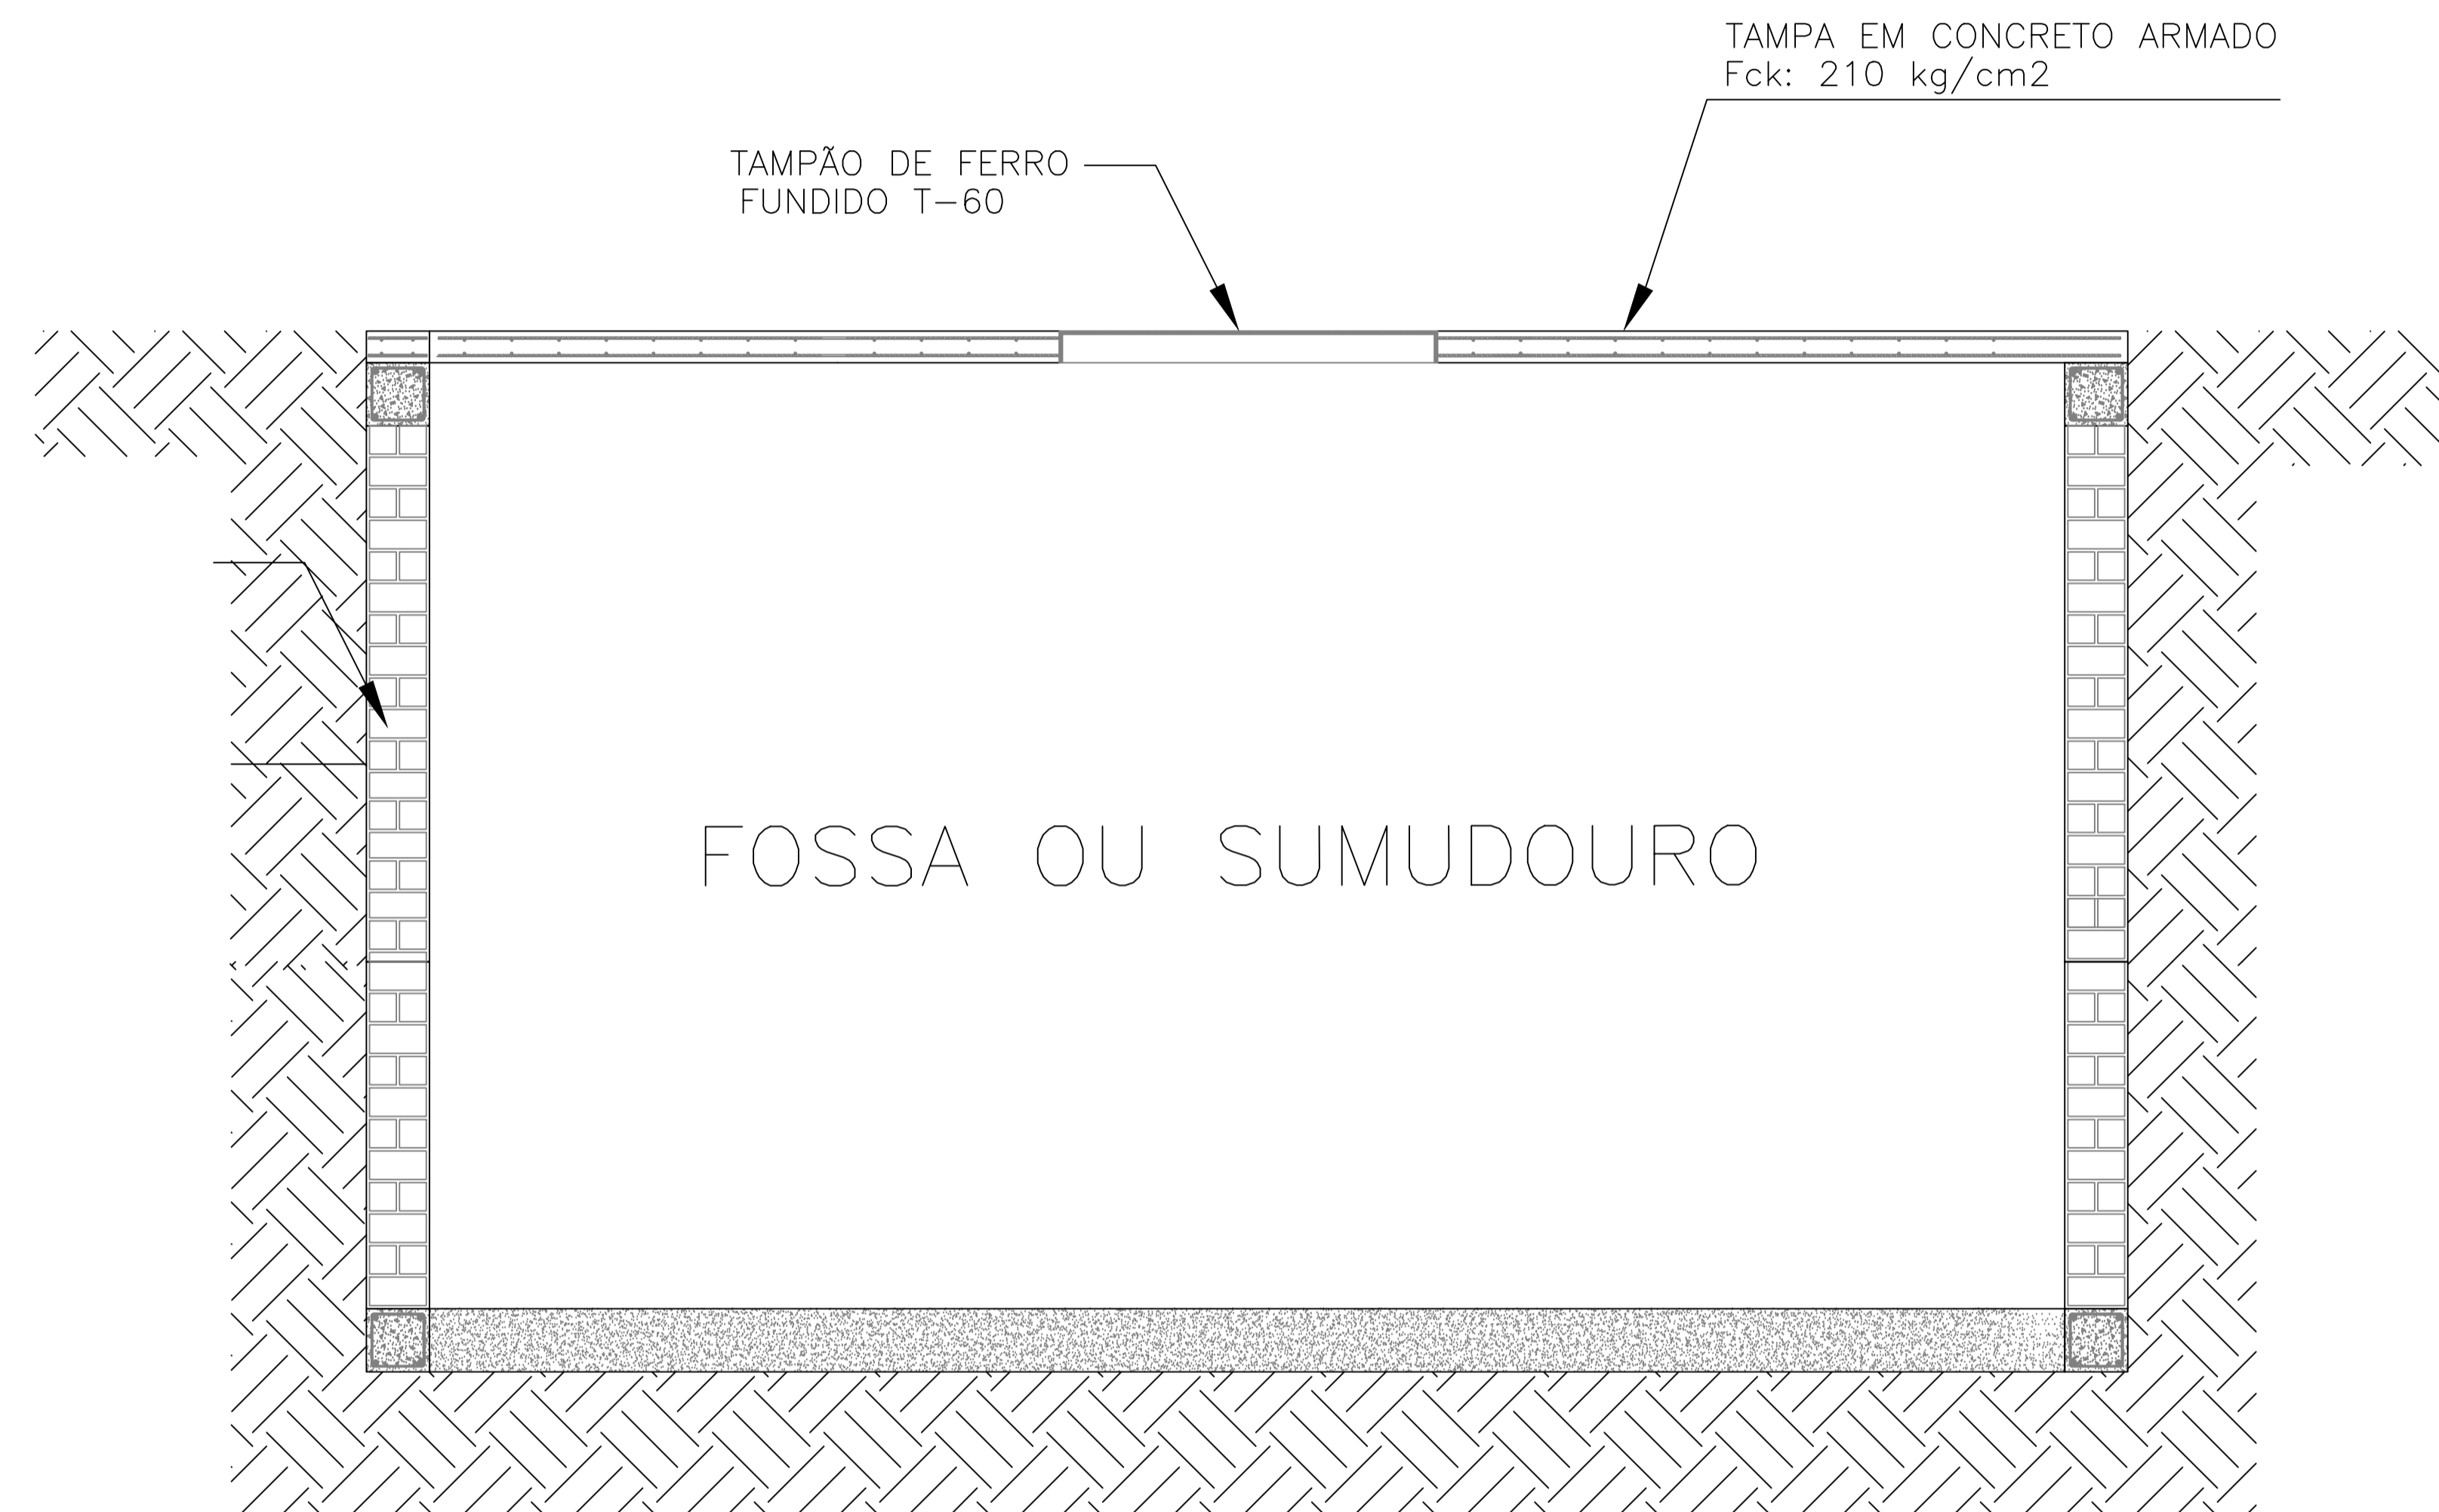 TAMPA EM CONCRETO ARMADO
Fck: 210 kg/cm2
TAMPÃO DE FERRO
FUNDIDO T-60
FOSSA OU SUMUDOURO